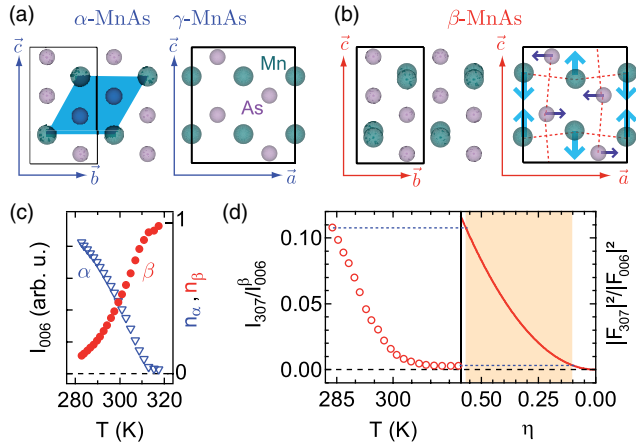 (a) α-MnAs γ-MnAs
c⃗
b⃗
c⃗
Mn
As
a⃗
(b) β-MnAs
c⃗
b⃗
c⃗
a⃗
(c)
I006 (arb. u.)
α
β
1
0
nα, nβ
280 300 320
T (K)
(d)
I307/Iβ006
0.10
0.05
0.00
285 300
T (K)
0.50 0.25 0.00
η
|F307|²/|F006|²